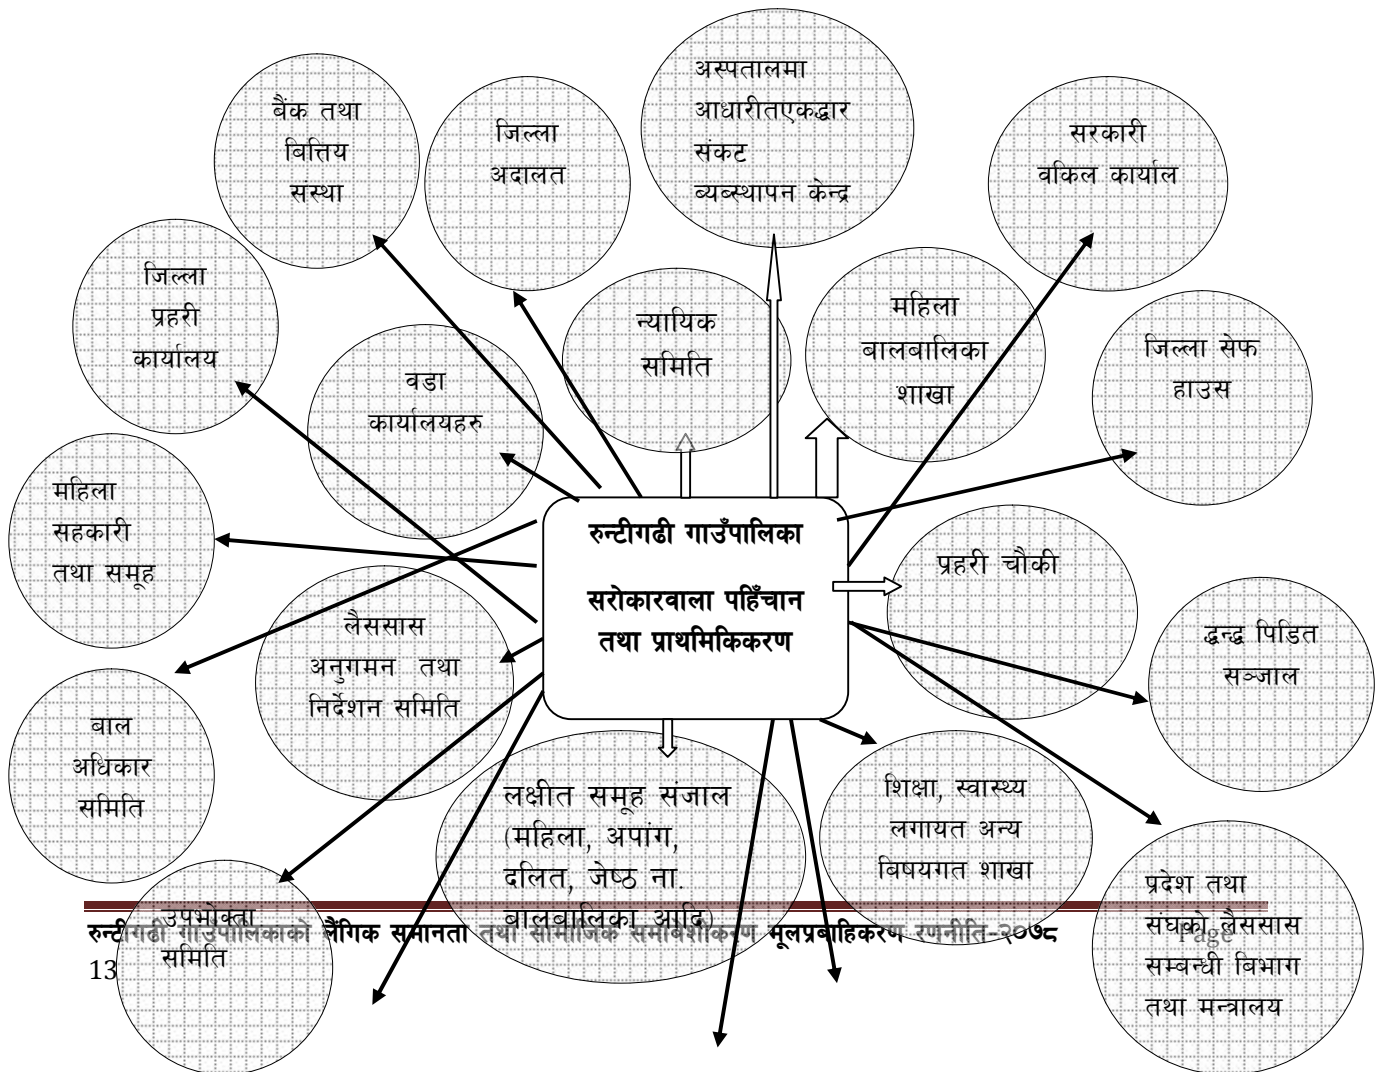 अस्पतालमा
आधारीतएकद्धार
संकट
ब्यब्स्थापन केन्द्र
बैंक तथा
बित्तिय
संस्था
जिल्ला
अदालत
सरकारी
वकिल कार्याल
जिल्ला
प्रहरी
कार्यालय
न्यायिक
समिति
महिला
बालबालिका
शाखा
जिल्ला सेफ
हाउस
वडा
कार्यालयहरु
महिला
सहकारी
तथा समूह
रुन्टीगढी गाउँपालिका
सरोकारवाला पहिँचान
तथा प्राथमिकिकरण
प्रहरी चौकी
लैससास
अनुगमन तथा
निर्देशन समिति
द्धन्द्ध पिडित
सञ्जाल
बाल
अधिकार
समिति
लक्षीत समूह संजाल
(महिला, अपांग,
दलित, जेष्ठ ना.
बालबालिका आदि)
शिक्षा, स्वास्थ्य
लगायत अन्य
बिषयगत शाखा
प्रदेश तथा
संघको लैससास
सम्बन्धी बिभाग
तथा मन्त्रालय
उपभोक्ता
समिति
रुन्टीगढी गाउँपालिकाको लैंगिक समानता तथा सामाजिक समाबेशीकरण मूलप्रबाहिकरण रणनीति-२०७८
Page
13